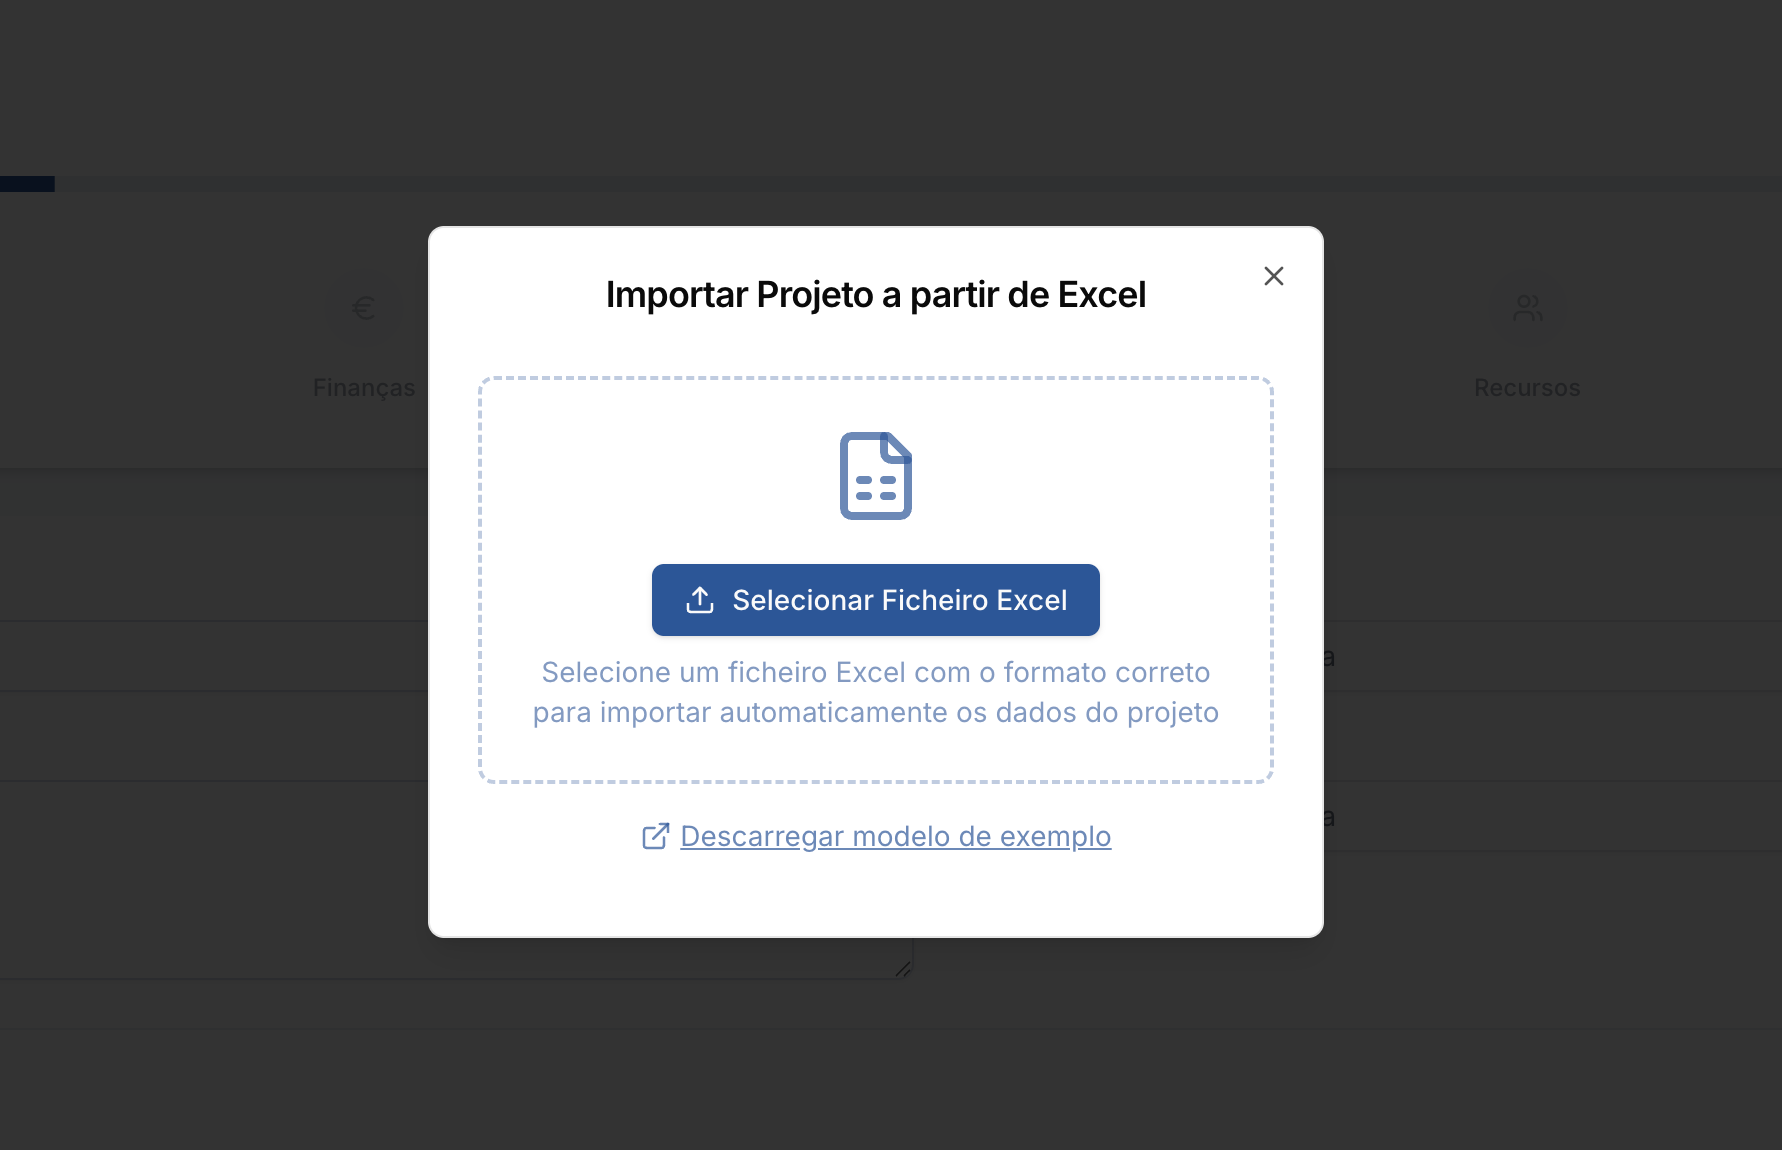 Importar Projeto a partir de Excel
Finanças
Recursos
Selecionar Ficheiro Excel
Selecione um ficheiro Excel com o formato correto
para importar automaticamente os dados do projeto
Descarregar modelo de exemplo